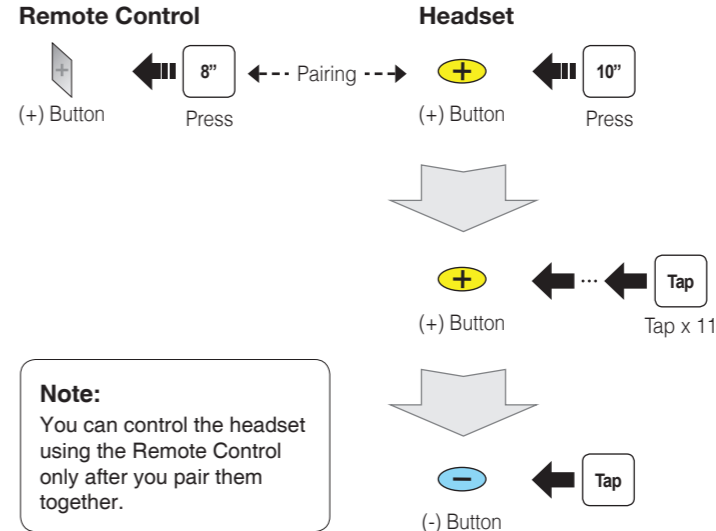 Remote Control
Headset
+
8”
Pairing
+
10”
(+) Button
Press
(+) Button
Press
+
...
Tap
(+) Button
Tap x 11
Note:
You can control the headset
using the Remote Control
only after you pair them
together.
−
Tap
(-) Button